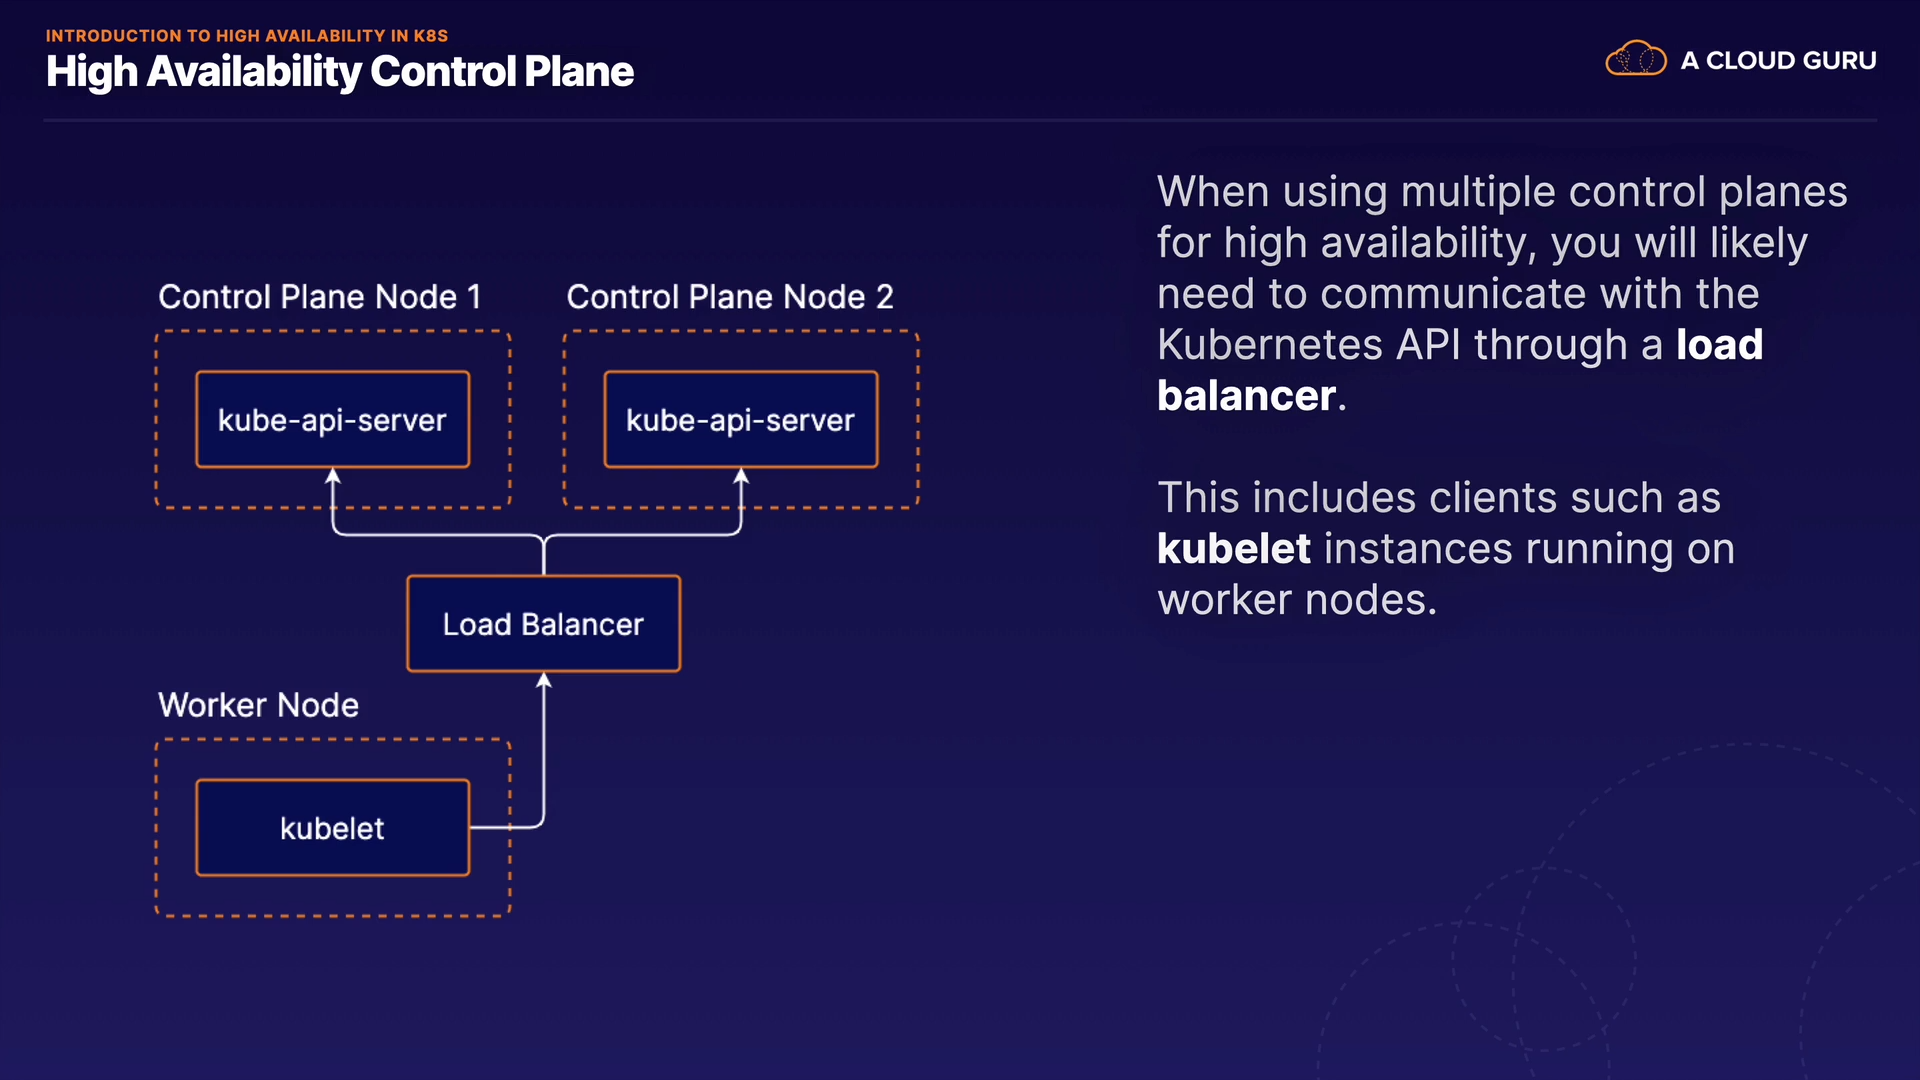 INTRODUCTION TO HIGH AVAILABILITY IN K8S
High Availability Control Plane
A CLOUD GURU
Control Plane Node 1
Control Plane Node 2
kube-api-server
kube-api-server
Load Balancer
Worker Node
kubelet
When using multiple control planes
for high availability, you will likely
need to communicate with the
Kubernetes API through a load
balancer.
This includes clients such as
kubelet instances running on
worker nodes.